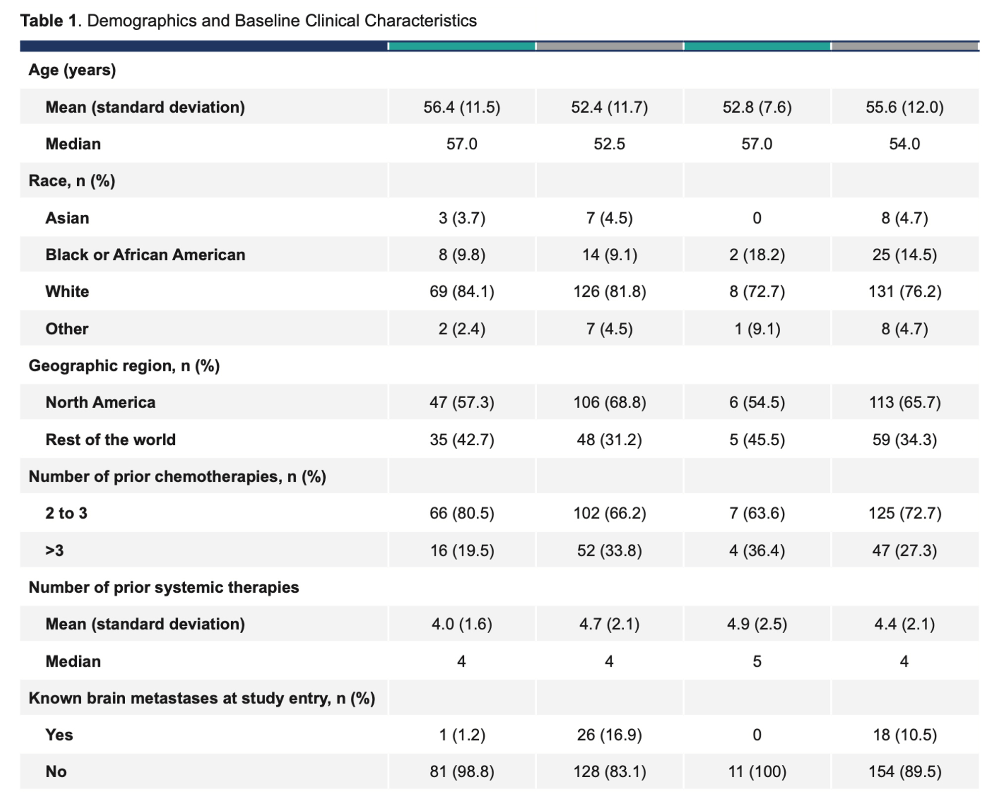 Table 1. Demographics and Baseline Clinical Characteristics
Age (years)
Mean (standard deviation) 56.4 (11.5) 52.4 (11.7) 52.8 (7.6) 55.6 (12.0)
Median 57.0 52.5 57.0 54.0
Race, n (%)
Asian 3 (3.7) 7 (4.5) 0 8 (4.7)
Black or African American 8 (9.8) 14 (9.1) 2 (18.2) 25 (14.5)
White 69 (84.1) 126 (81.8) 8 (72.7) 131 (76.2)
Other 2 (2.4) 7 (4.5) 1 (9.1) 8 (4.7)
Geographic region, n (%)
North America 47 (57.3) 106 (68.8) 6 (54.5) 113 (65.7)
Rest of the world 35 (42.7) 48 (31.2) 5 (45.5) 59 (34.3)
Number of prior chemotherapies, n (%)
2 to 3 66 (80.5) 102 (66.2) 7 (63.6) 125 (72.7)
>3 16 (19.5) 52 (33.8) 4 (36.4) 47 (27.3)
Number of prior systemic therapies
Mean (standard deviation) 4.0 (1.6) 4.7 (2.1) 4.9 (2.5) 4.4 (2.1)
Median 4 4 5 4
Known brain metastases at study entry, n (%)
Yes 1 (1.2) 26 (16.9) 0 18 (10.5)
No 81 (98.8) 128 (83.1) 11 (100) 154 (89.5)